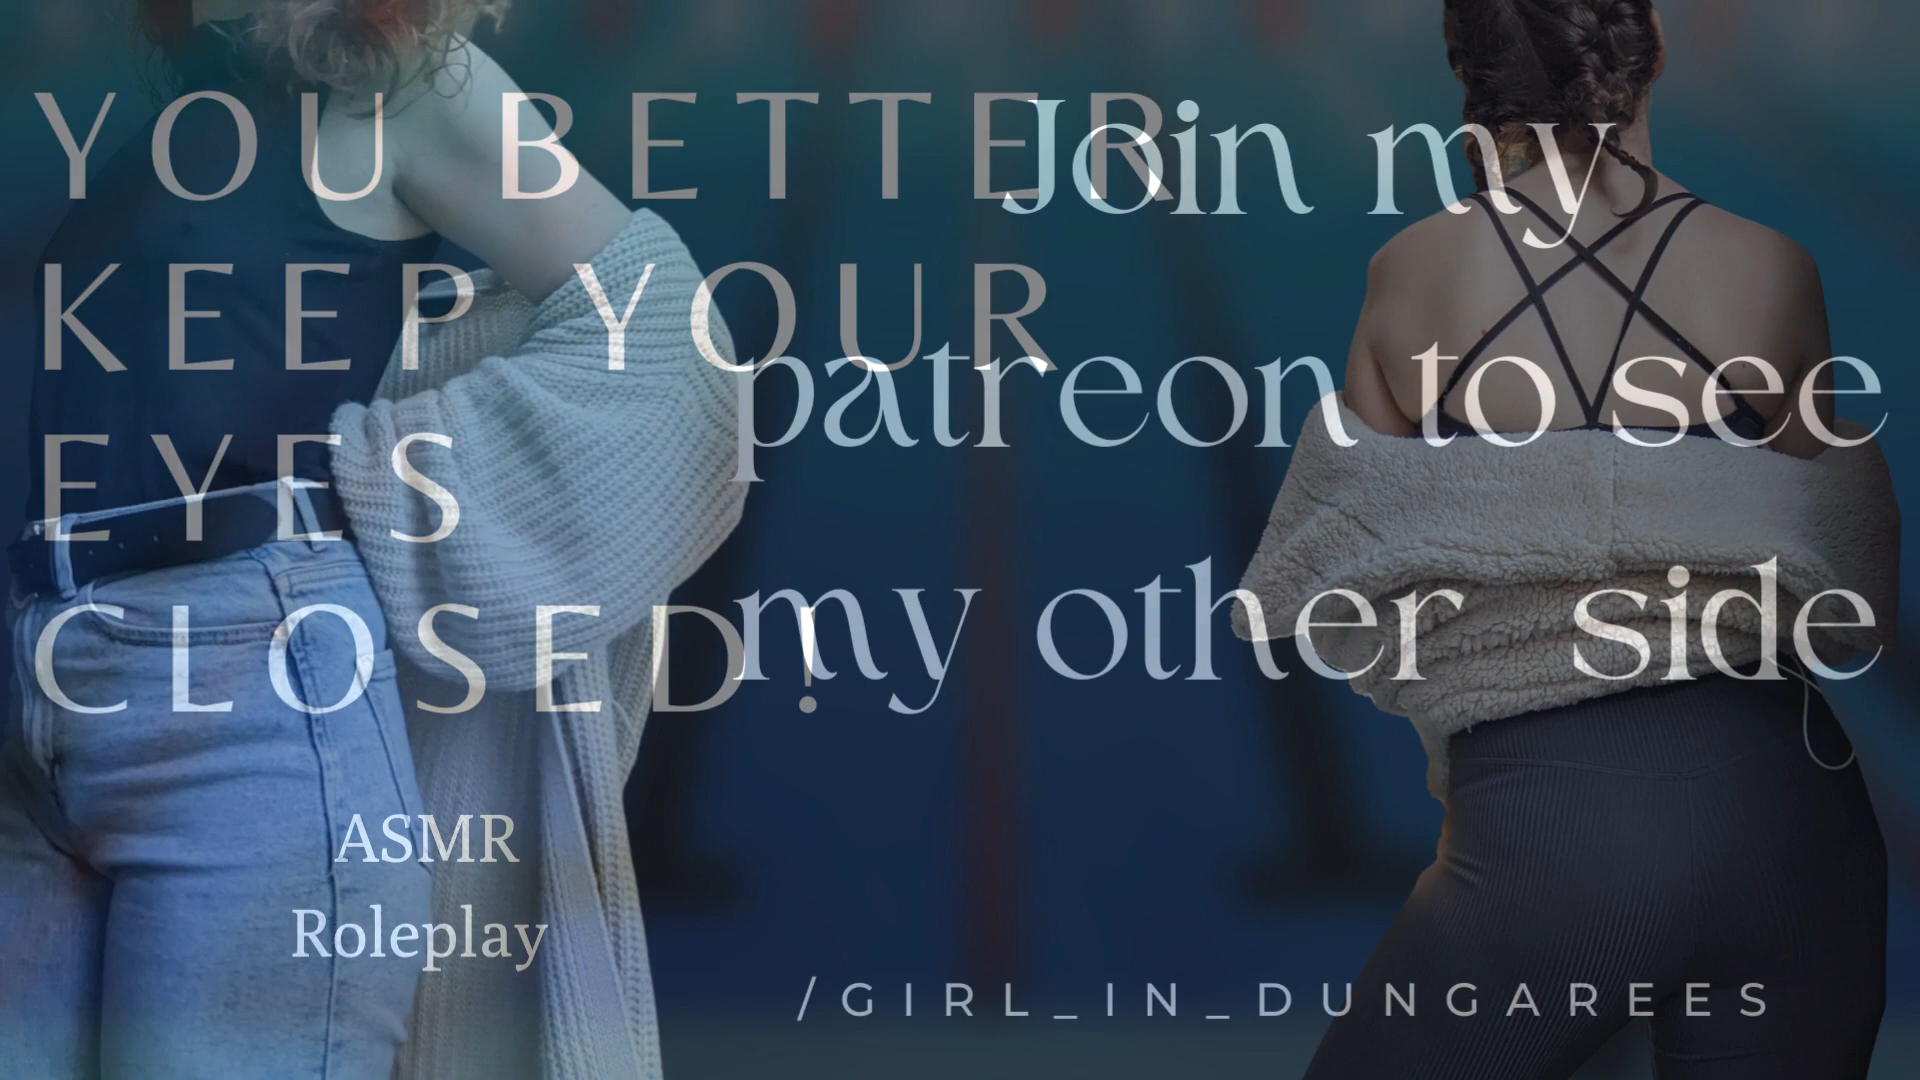 YOU BETTER
KEEP YOUR
EYES
CLOSED!
ASMR
Roleplay
Join my
patreon to see
my other side
/GIRL_IN_DUNGAREES